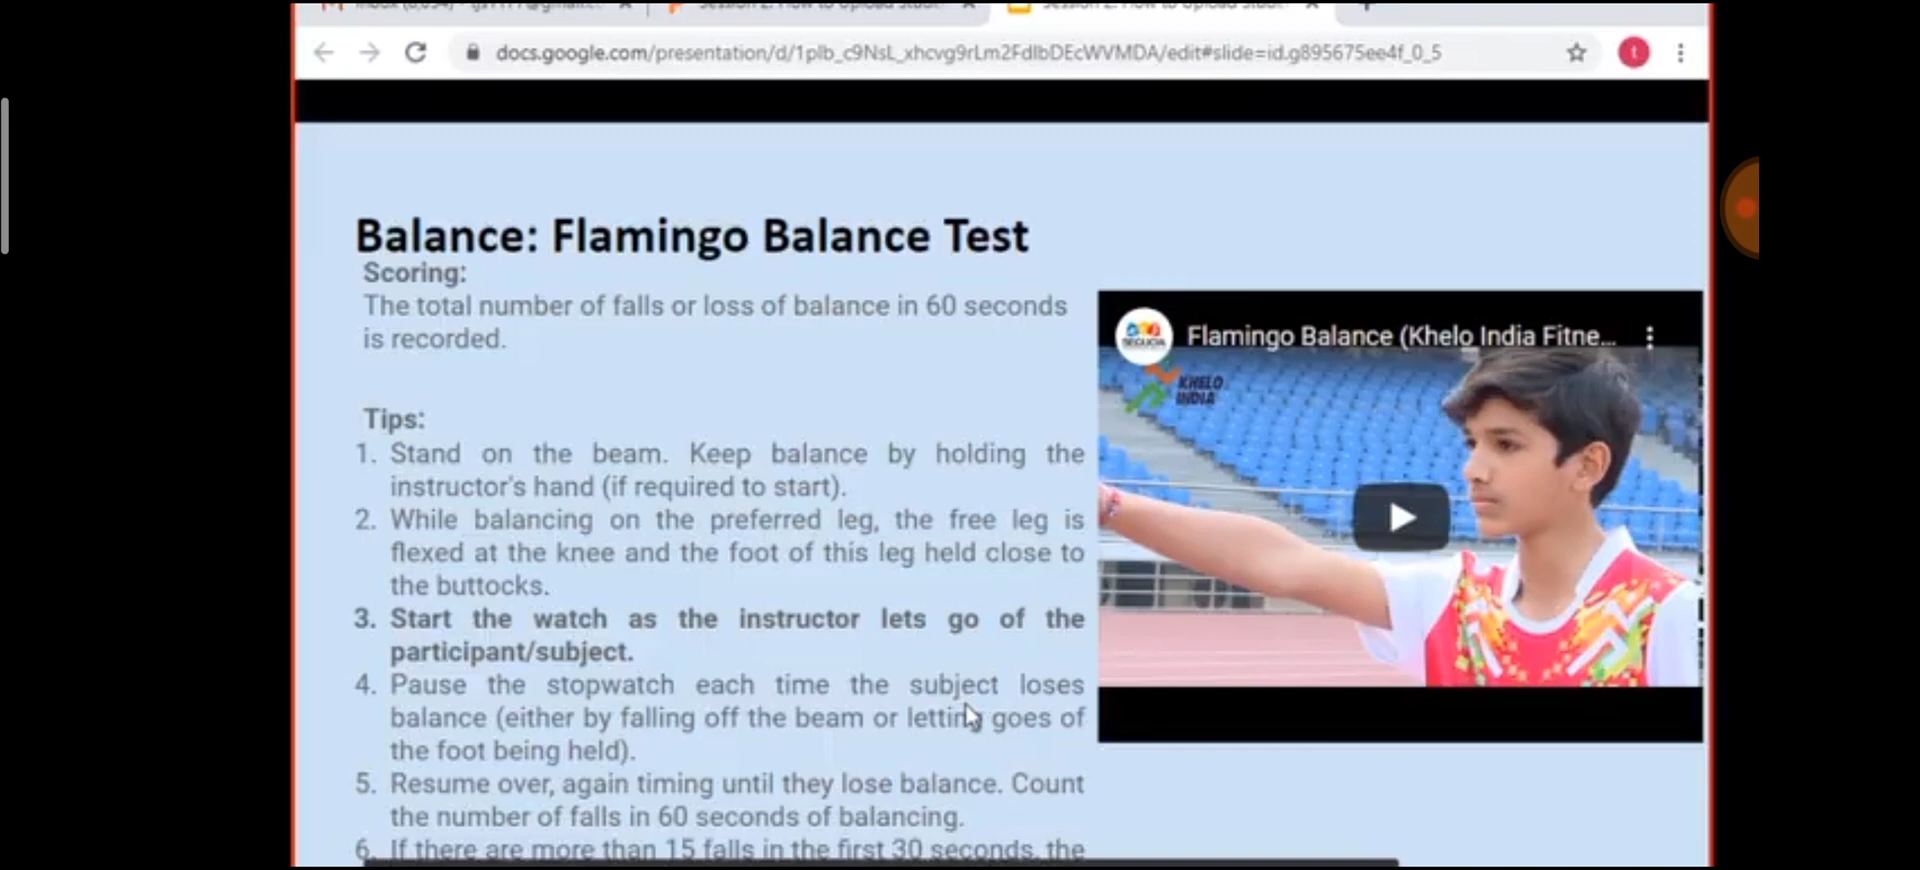 docs.google.com/presentation/d/1plb_c9NsL_xhcvg9rLm2FdlbDEcWVMDA/edit#slide=id.g895675ee4f_0_5
t
Balance: Flamingo Balance Test
Scoring:
The total number of falls or loss of balance in 60 seconds
is recorded.
Flamingo Balance (Khelo India Fitne...
KHELO
INDIA
Tips:
1. Stand on the beam. Keep balance by holding the
instructor's hand (if required to start).
2. While balancing on the preferred leg, the free leg is
flexed at the knee and the foot of this leg held close to
the buttocks.
3. Start the watch as the instructor lets go of the
participant/subject.
4. Pause the stopwatch each time the subject loses
balance (either by falling off the beam or letting goes of
the foot being held).
5. Resume over, again timing until they lose balance. Count
the number of falls in 60 seconds of balancing.
6. If there are more than 15 falls in the first 30 seconds, the